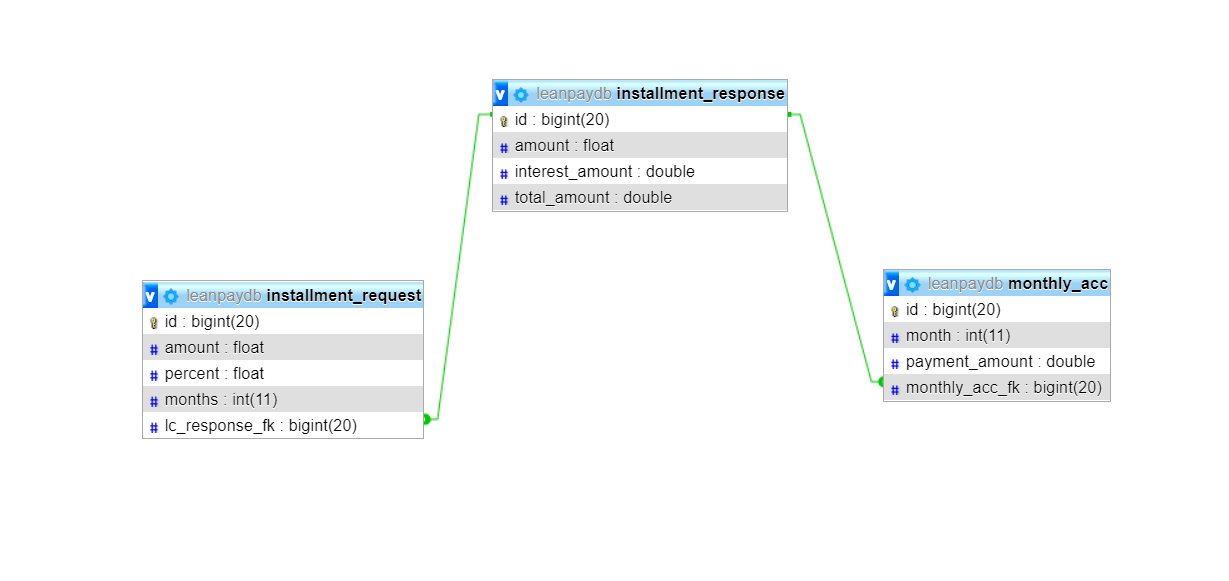 leanpaydb installment_response
id : bigint(20)
amount : float
interest_amount : double
total_amount : double
leanpaydb installment_request
id : bigint(20)
amount : float
percent : float
months : int(11)
lc_response_fk : bigint(20)
leanpaydb monthly_acc
id : bigint(20)
month : int(11)
payment_amount : double
monthly_acc_fk : bigint(20)